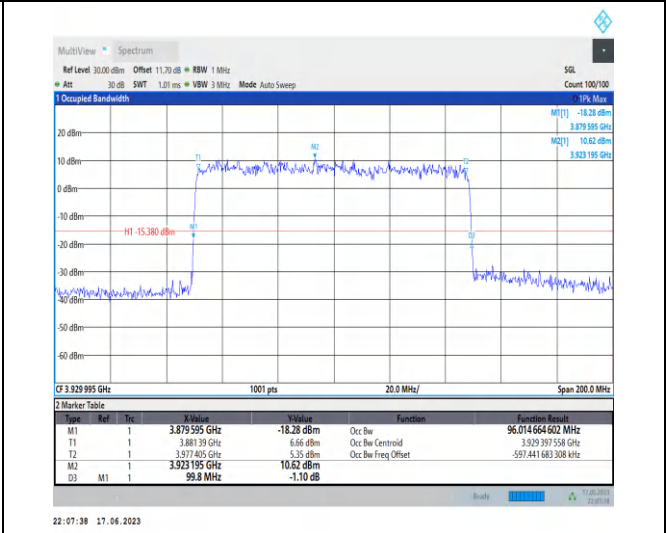 MultiView Spectrum
Ref Level 30.00 dBm Offset 11.70 dB RBW 1 MHz SGL
Att 30 dB SWT 1.01 ms VBW 3 MHz Mode Auto Sweep Count 100/100
1 Occupied Bandwidth 1Pk Max
M1[1] -18.28 dBm
3.879 595 GHz
M2[1] 10.62 dBm
3.923 195 GHz
20 dBm
M2
10 dBm T1 T2
0 dBm
-10 dBm
H1 -15.380 dBm M1
D3
-20 dBm
-30 dBm
-40 dBm
-50 dBm
-60 dBm
CF 3.929 995 GHz 1001 pts 20.0 MHz/ Span 200.0 MHz
2 Marker Table
Type Ref Trc X-Value Y-Value Function Function Result
M1 1 3.879 595 GHz -18.28 dBm Occ Bw 96.014 664 602 MHz
T1 1 3.881 39 GHz 6.66 dBm Occ Bw Centroid 3.929 397 558 GHz
T2 1 3.977 405 GHz 5.35 dBm Occ Bw Freq Offset -597.441 683 308 kHz
M2 1 3.923 195 GHz 10.62 dBm
D3 M1 1 99.8 MHz -1.10 dB
Ready 17.06.2023
22:07:38
22:07:38 17.06.2023